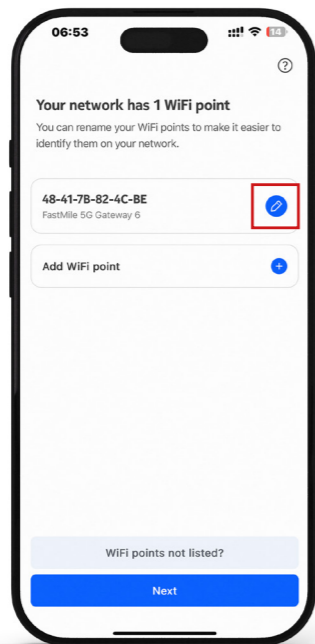 06:53
14
?
Your network has 1 WiFi point
You can rename your WiFi points to make it easier to
identify them on your network.
48-41-7B-82-4C-BE
FastMile 5G Gateway 6
Add WiFi point
WiFi points not listed?
Next